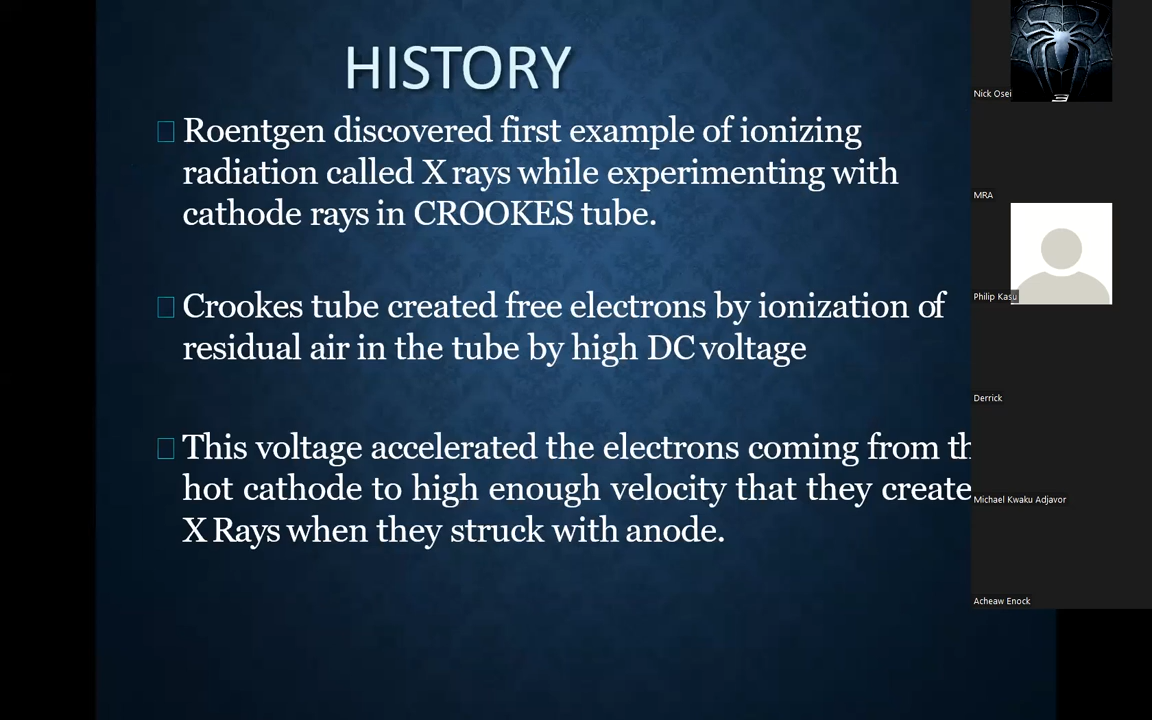 HISTORY
Roentgen discovered first example of ionizing
radiation called X rays while experimenting with
cathode rays in CROOKES tube.
Crookes tube created free electrons by ionization of
residual air in the tube by high DC voltage
This voltage accelerated the electrons coming from th
hot cathode to high enough velocity that they create
X Rays when they struck with anode.
Nick Osei
MRA
Philip Kasu
Derrick
Michael Kwaku Adjavor
Acheaw Enock